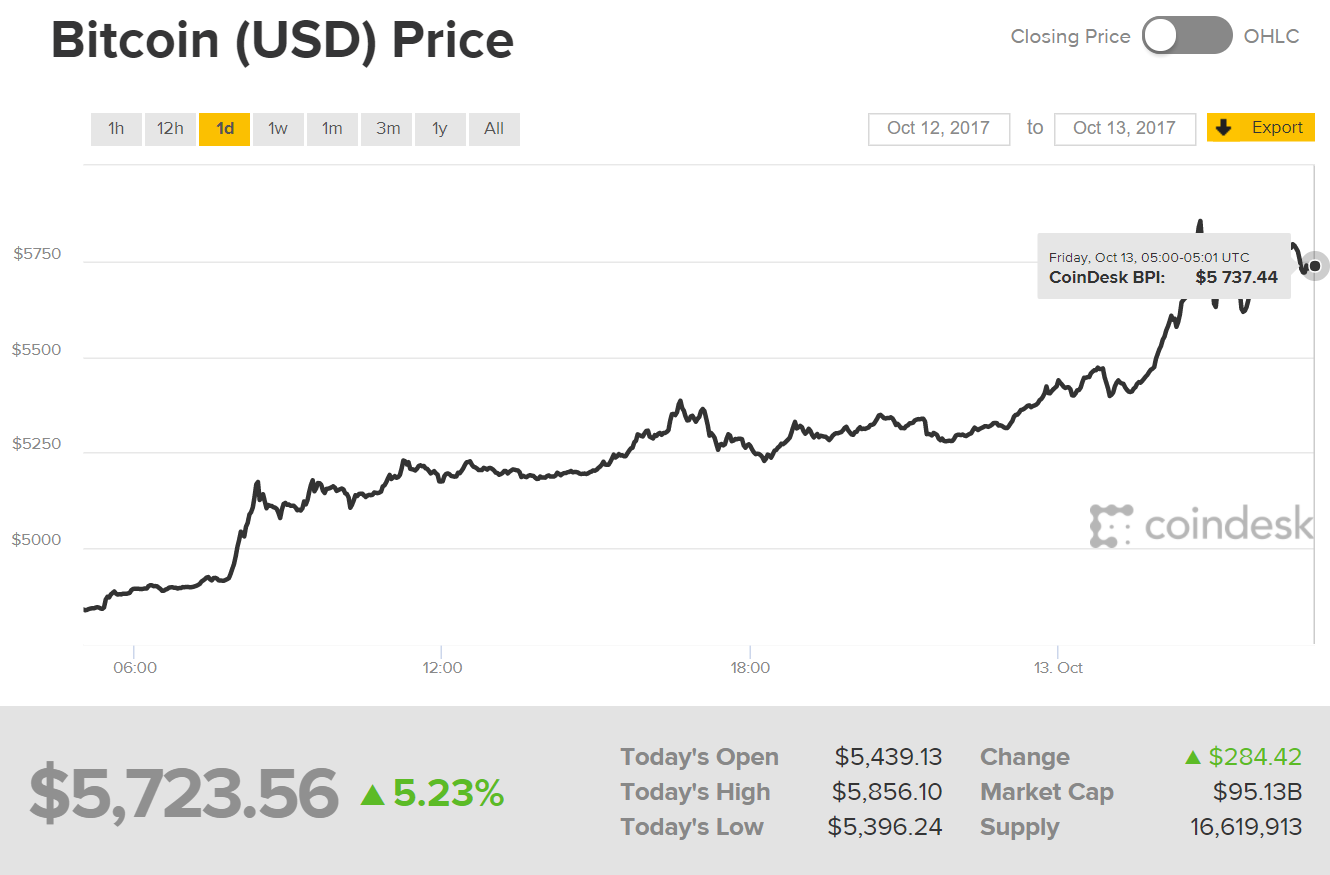 Bitcoin (USD) Price
Closing Price OHLC
1h 12h 1d 1w 1m 3m 1y All
Oct 12, 2017 to Oct 13, 2017 Export
$5750
Friday, Oct 13, 05:00-05:01 UTC
CoinDesk BPI: $5 737.44
$5500
$5250
coindesk
$5000
06:00 12:00 18:00 13. Oct
$5,723.56 ▲ 5.23%
Today's Open $5,439.13 Change ▲ $284.42
Today's High $5,856.10 Market Cap $95.13B
Today's Low $5,396.24 Supply 16,619,913